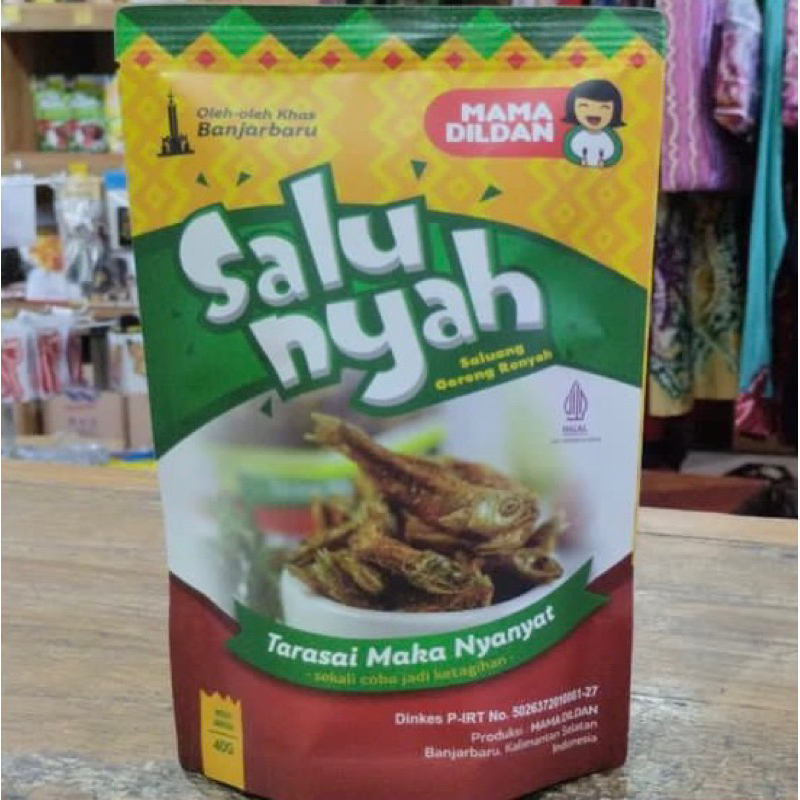 Oleh-oleh Khas
Banjarbaru
MAMA
DILDAN
Salu
nyah
Saluang
Goreng Renyah
HALAL
Tarasai Maka Nyanyat
- sekali coba jadi ketagihan -
Dinkes P-IRT No. 5026372010001-27
Produksi : MAMA DILDAN
Banjarbaru, Kalimantan Selatan
Indonesia
40G